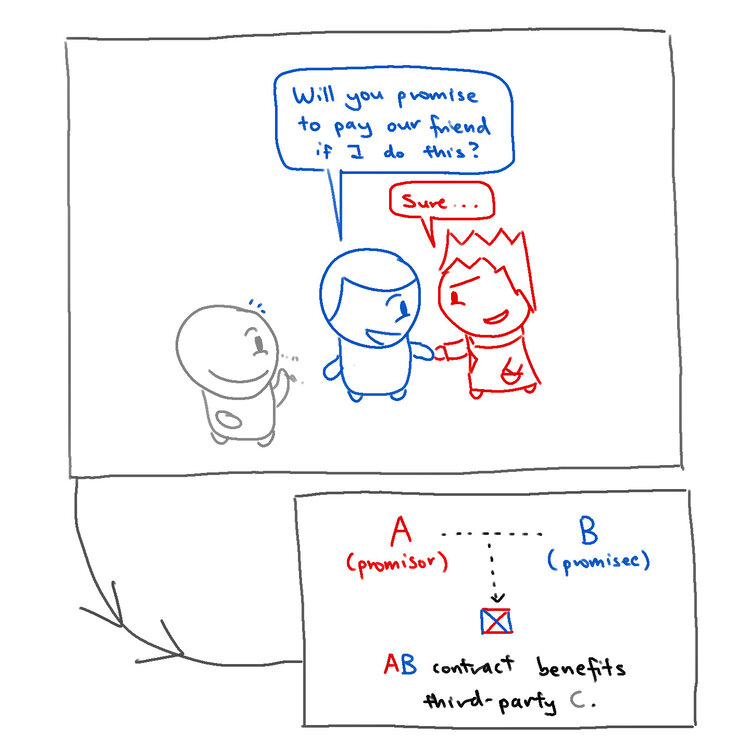 Will you promise
to pay our friend
if I do this?
Sure...
A B
(promisor) (promisee)
AB contract benefits
third-party C.